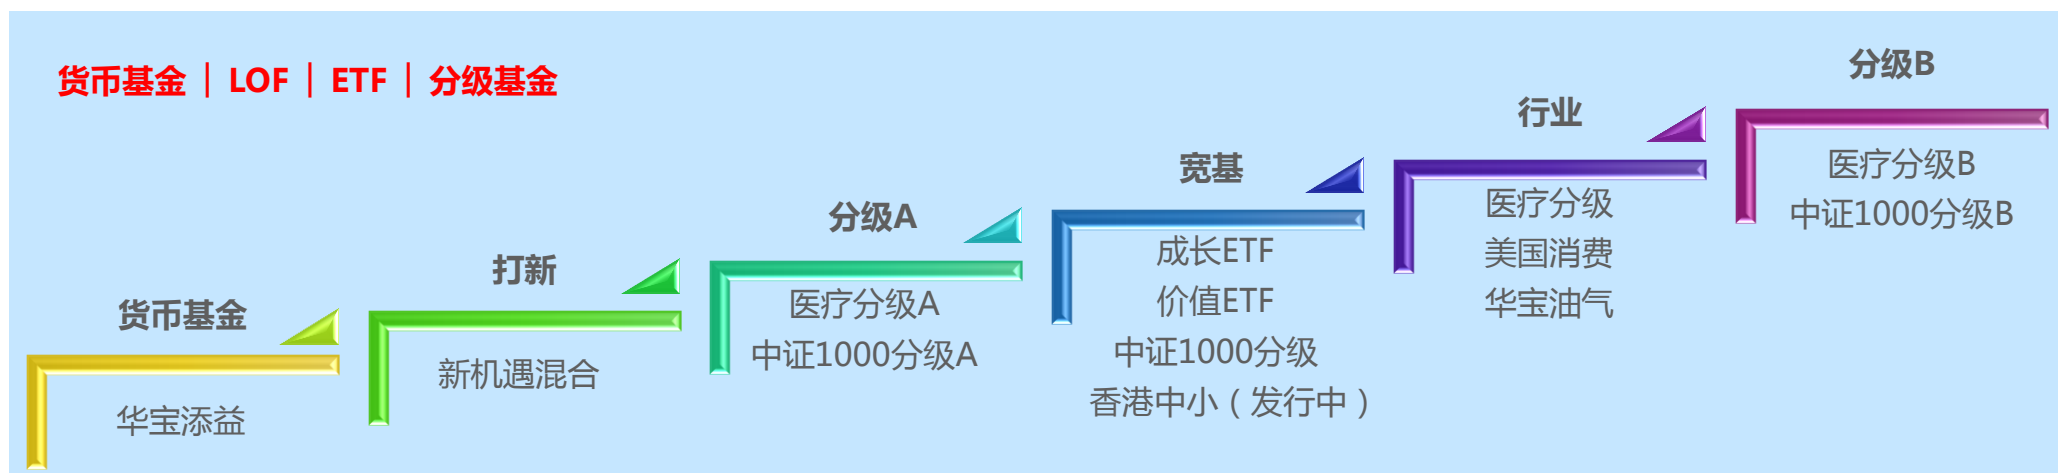 货币基金 | LOF | ETF | 分级基金
货币基金
华宝添益
打新
新机遇混合
分级A
医疗分级A
中证1000分级A
宽基
成长ETF
价值ETF
中证1000分级
香港中小（发行中）
行业
医疗分级
美国消费
华宝油气
分级B
医疗分级B
中证1000分级B